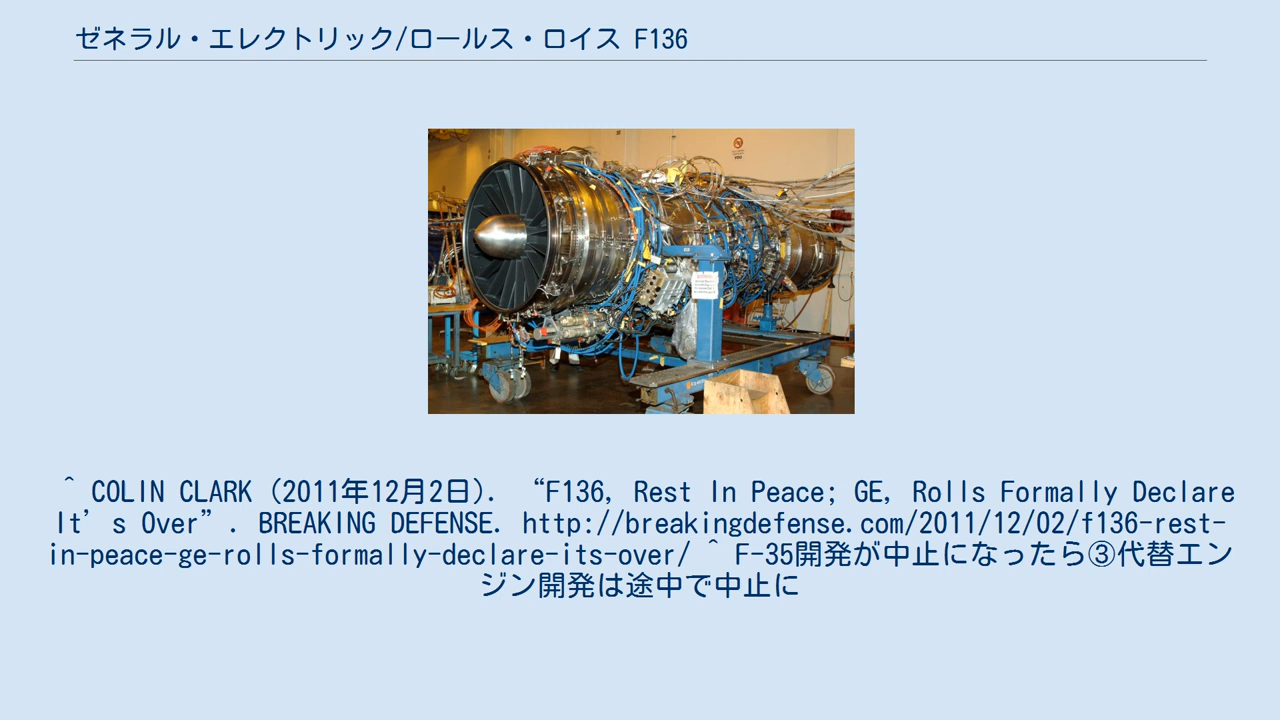 ゼネラル・エレクトリック/ロールス・ロイス F136
^ COLIN CLARK (2011年12月2日). “F136, Rest In Peace; GE, Rolls Formally Declare
It’s Over”. BREAKING DEFENSE. http://breakingdefense.com/2011/12/02/f136-rest-
in-peace-ge-rolls-formally-declare-its-over/ ^ F-35開発が中止になったら③代替エン
ジン開発は途中で中止に